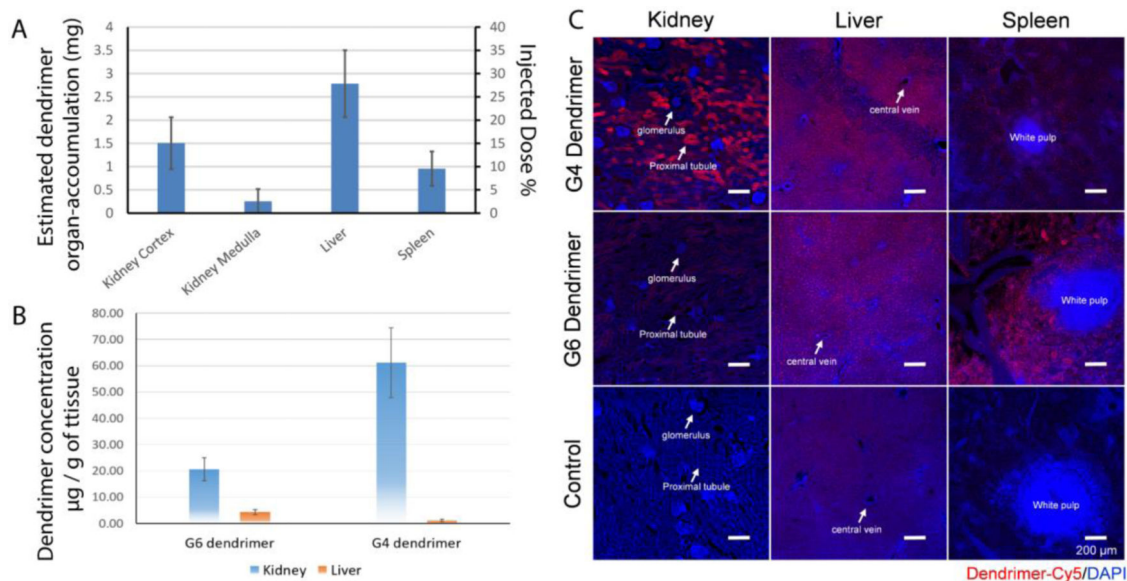 A
Estimated dendrimer
organ-accumulation (mg)
4
3.5
3
2.5
2
1.5
1
0.5
0
40
35
30
25
20
15
10
5
0
Injected Dose %
Kidney Cortex
Kidney Medulla
Liver
Spleen
B
Dendrimer concentration
µg / g of ttissue
80.00
70.00
60.00
50.00
40.00
30.00
20.00
10.00
0.00
G6 dendrimer
G4 dendrimer
Kidney
Liver
C
Kidney
Liver
Spleen
G4 Dendrimer
glomerulus
Proximal tubule
central vein
White pulp
G6 Dendrimer
glomerulus
Proximal tubule
central vein
White pulp
Control
glomerulus
Proximal tubule
central vein
White pulp
200 µm
Dendrimer-Cy5/DAPI